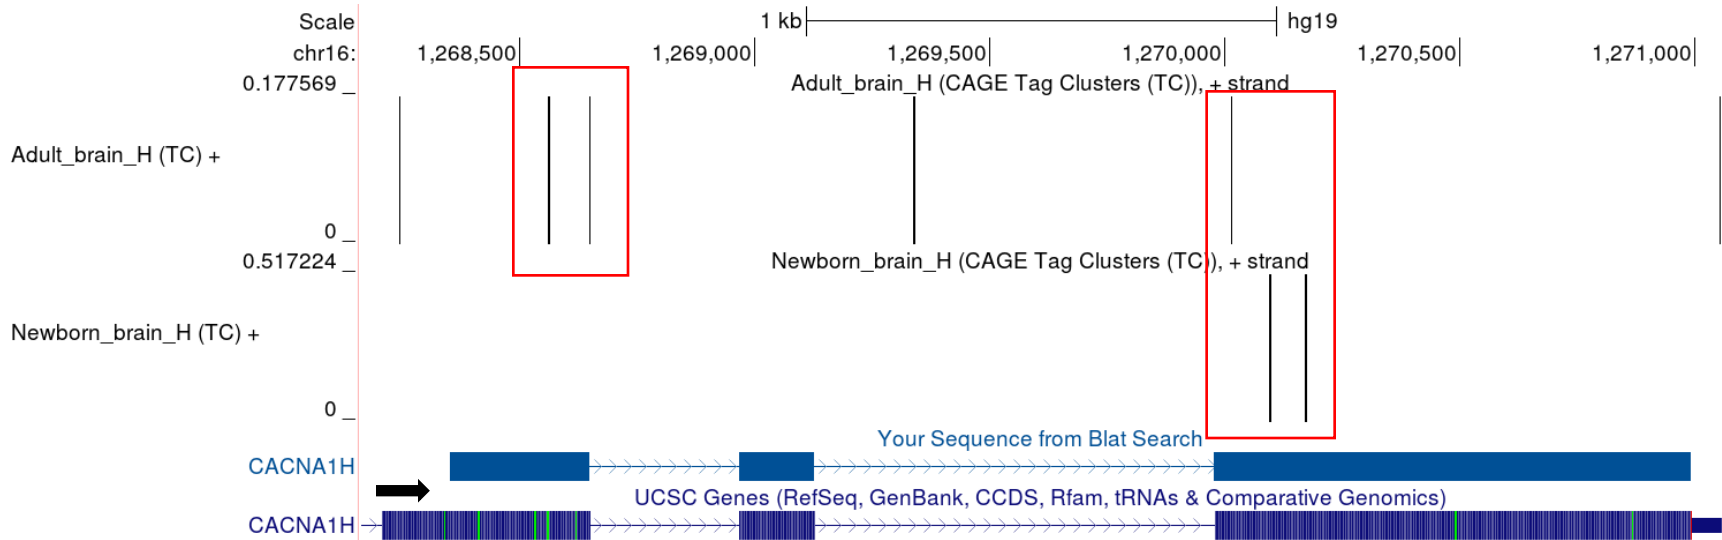 Scale 1 kb hg19
chr16: 1,268,500 1,269,000 1,269,500 1,270,000 1,270,500 1,271,000
0.177569 _ Adult_brain_H (CAGE Tag Clusters (TC)), + strand
Adult_brain_H (TC) +
0 _
0.517224 _ Newborn_brain_H (CAGE Tag Clusters (TC)), + strand
Newborn_brain_H (TC) +
0 _
Your Sequence from Blat Search
CACNA1H
UCSC Genes (RefSeq, GenBank, CCDS, Rfam, tRNAs & Comparative Genomics)
CACNA1H